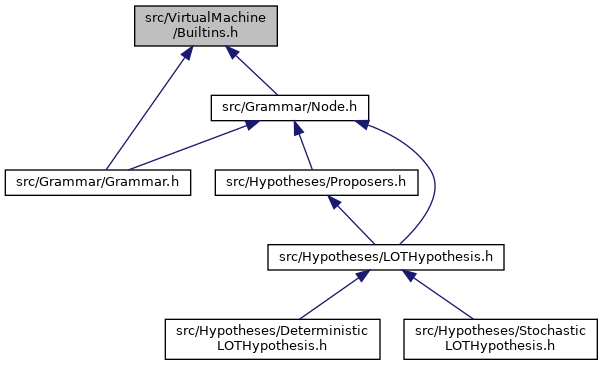 src/VirtualMachine
/Builtins.h
src/Grammar/Node.h
src/Grammar/Grammar.h
src/Hypotheses/Proposers.h
src/Hypotheses/LOTHypothesis.h
src/Hypotheses/Deterministic
LOTHypothesis.h
src/Hypotheses/Stochastic
LOTHypothesis.h